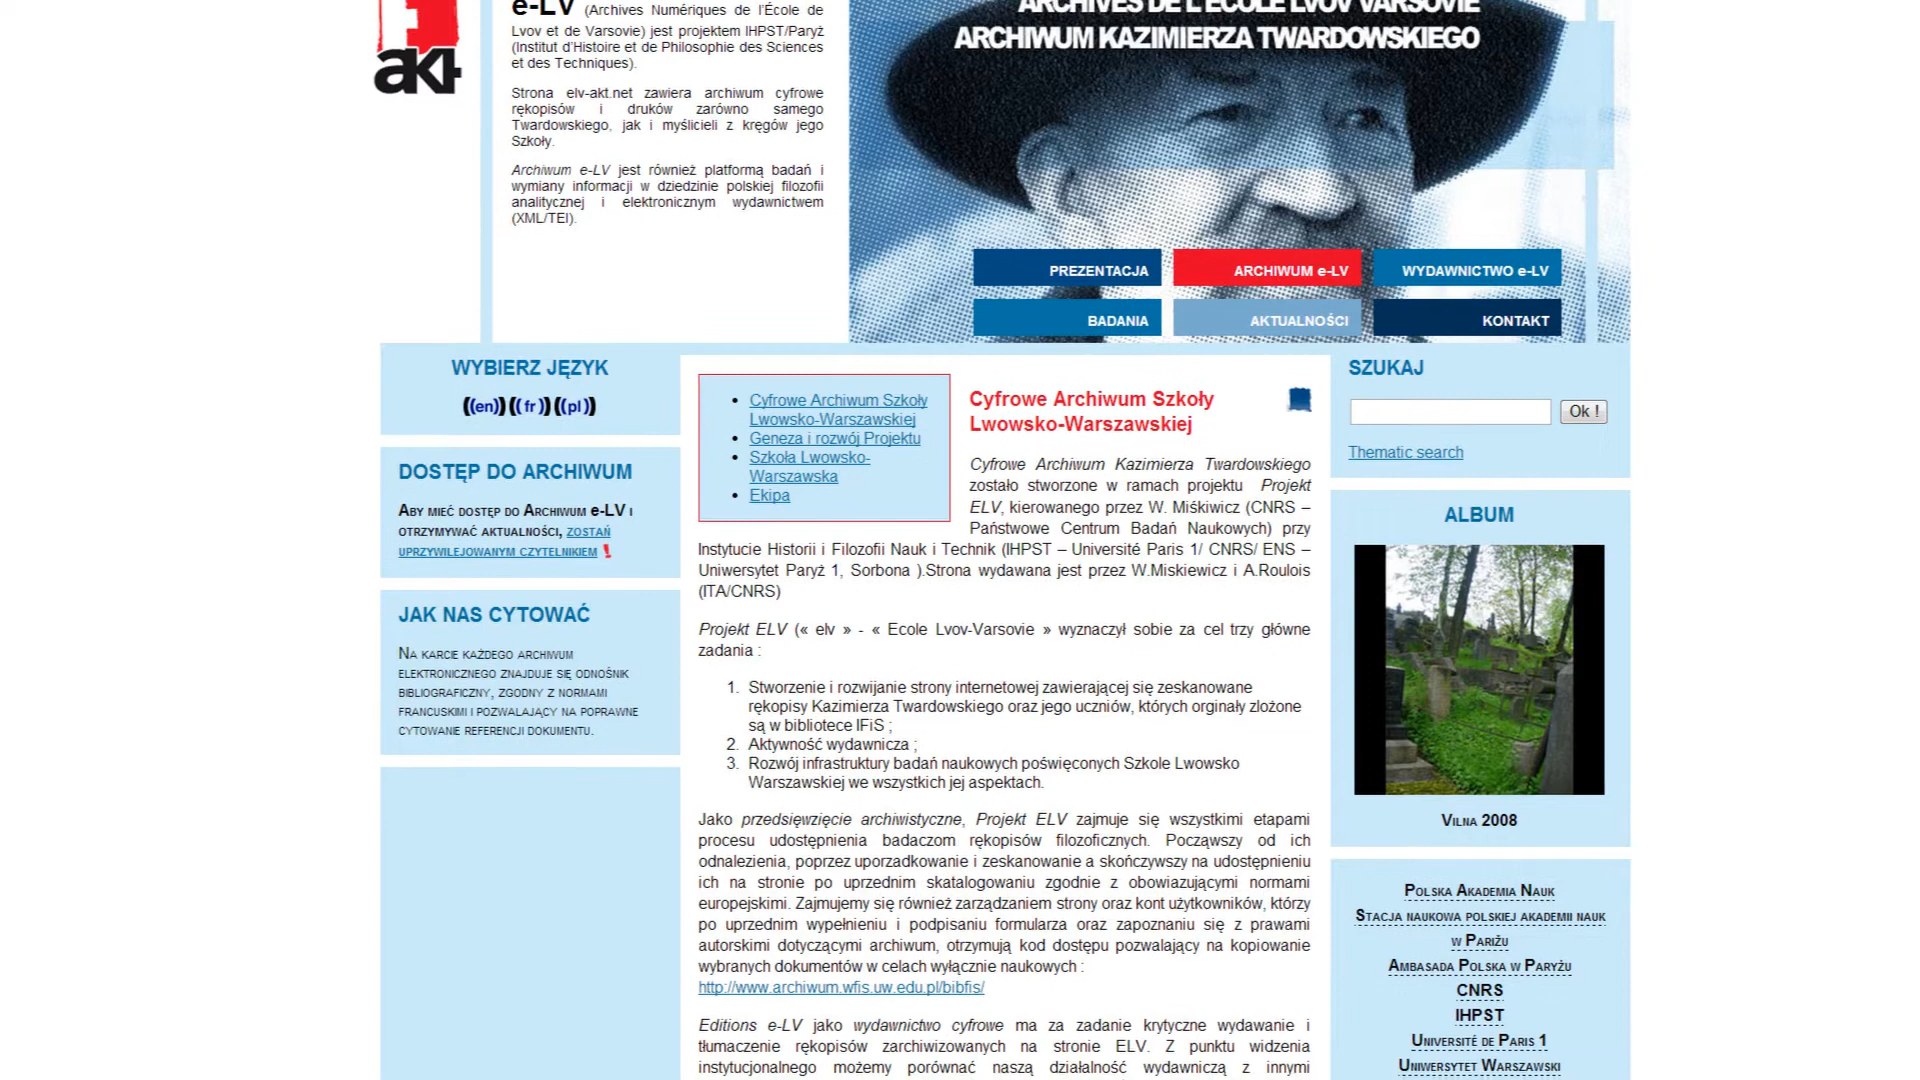 akt
e-LV (Archives Numériques de l'École de
Lvov et de Varsovie) jest projektem IHPST/Paryż
(Institut d'Histoire et de Philosophie des Sciences
et des Techniques).
Strona elv-akt.net zawiera archiwum cyfrowe
rękopisów i druków zarówno samego
Twardowskiego, jak i myślicieli z kręgów jego
Szkoły.
Archiwum e-LV jest również platformą badań i
wymiany informacji w dziedzinie polskiej filozofii
analitycznej i elektronicznym wydawnictwem
(XML/TEI).
ARCHIVES DE L'ECOLE LVOV VARSOVIE
ARCHIWUM KAZIMIERZA TWARDOWSKIEGO
PREZENTACJA
ARCHIWUM e-LV
WYDAWNICTWO e-LV
BADANIA
AKTUALNOŚCI
KONTAKT
WYBIERZ JĘZYK
((en)) ((fr)) ((pl))
DOSTĘP DO ARCHIWUM
Aby mieć dostęp do Archiwum e-LV i
otrzymywać aktualności, zostań
uprzywilejowanym czytelnikiem !
JAK NAS CYTOWAĆ
Na karcie każdego archiwum
elektronicznego znajduje się odnośnik
bibliograficzny, zgodny z normami
francuskimi i pozwalający na poprawne
cytowanie referencji dokumentu.
• Cyfrowe Archiwum Szkoły
Lwowsko-Warszawskiej
• Geneza i rozwój Projektu
• Szkoła Lwowsko-
Warszawska
• Ekipa
Cyfrowe Archiwum Szkoły
Lwowsko-Warszawskiej
Cyfrowe Archiwum Kazimierza Twardowskiego
zostało stworzone w ramach projektu Projekt
ELV, kierowanego przez W. Miśkiwicz (CNRS –
Państwowe Centrum Badań Naukowych) przy
Instytucie Historii i Filozofii Nauk i Technik (IHPST – Université Paris 1/ CNRS/ ENS –
Uniwersytet Paryż 1, Sorbona ).Strona wydawana jest przez W.Miskiewicz i A.Roulois
(ITA/CNRS)
Projekt ELV (« elv » - « Ecole Lvov-Varsovie » wyznaczył sobie za cel trzy główne
zadania :
1. Stworzenie i rozwijanie strony internetowej zawierającej się zeskanowane
rękopisy Kazimierza Twardowskiego oraz jego uczniów, których orginały złożone
są w bibliotece IFiS ;
2. Aktywność wydawnicza ;
3. Rozwój infrastruktury badań naukowych poświęconych Szkole Lwowsko
Warszawskiej we wszystkich jej aspektach.
Jako przedsięwzięcie archiwistyczne, Projekt ELV zajmuje się wszystkimi etapami
procesu udostępnienia badaczom rękopisów filozoficznych. Począwszy od ich
odnalezienia, poprzez uporzadkowanie i zeskanowanie a skończywszy na udostępnieniu
ich na stronie po uprzednim skatalogowaniu zgodnie z obowiazującymi normami
europejskimi. Zajmujemy się również zarządzaniem strony oraz kont użytkowników, którzy
po uprzednim wypełnieniu i podpisaniu formularza oraz zapoznaniu się z prawami
autorskimi dotyczącymi archiwum, otrzymują kod dostępu pozwalający na kopiowanie
wybranych dokumentów w celach wyłącznie naukowych :
http://www.archiwum.wfis.uw.edu.pl/bibfis/
Editions e-LV jako wydawnictwo cyfrowe ma za zadanie krytyczne wydawanie i
tłumaczenie rękopisów zarchiwizowanych na stronie ELV. Z punktu widzenia
instytucjonalnego możemy porównać naszą działalność wydawniczą z innymi
SZUKAJ
Ok !
Thematic search
ALBUM
Vilna 2008
Polska Akademia Nauk
Stacja naukowa polskiej akademii nauk
w Pariżu
Ambasada Polska w Paryżu
CNRS
IHPST
Université de Paris 1
Uniwersytet Warszawski